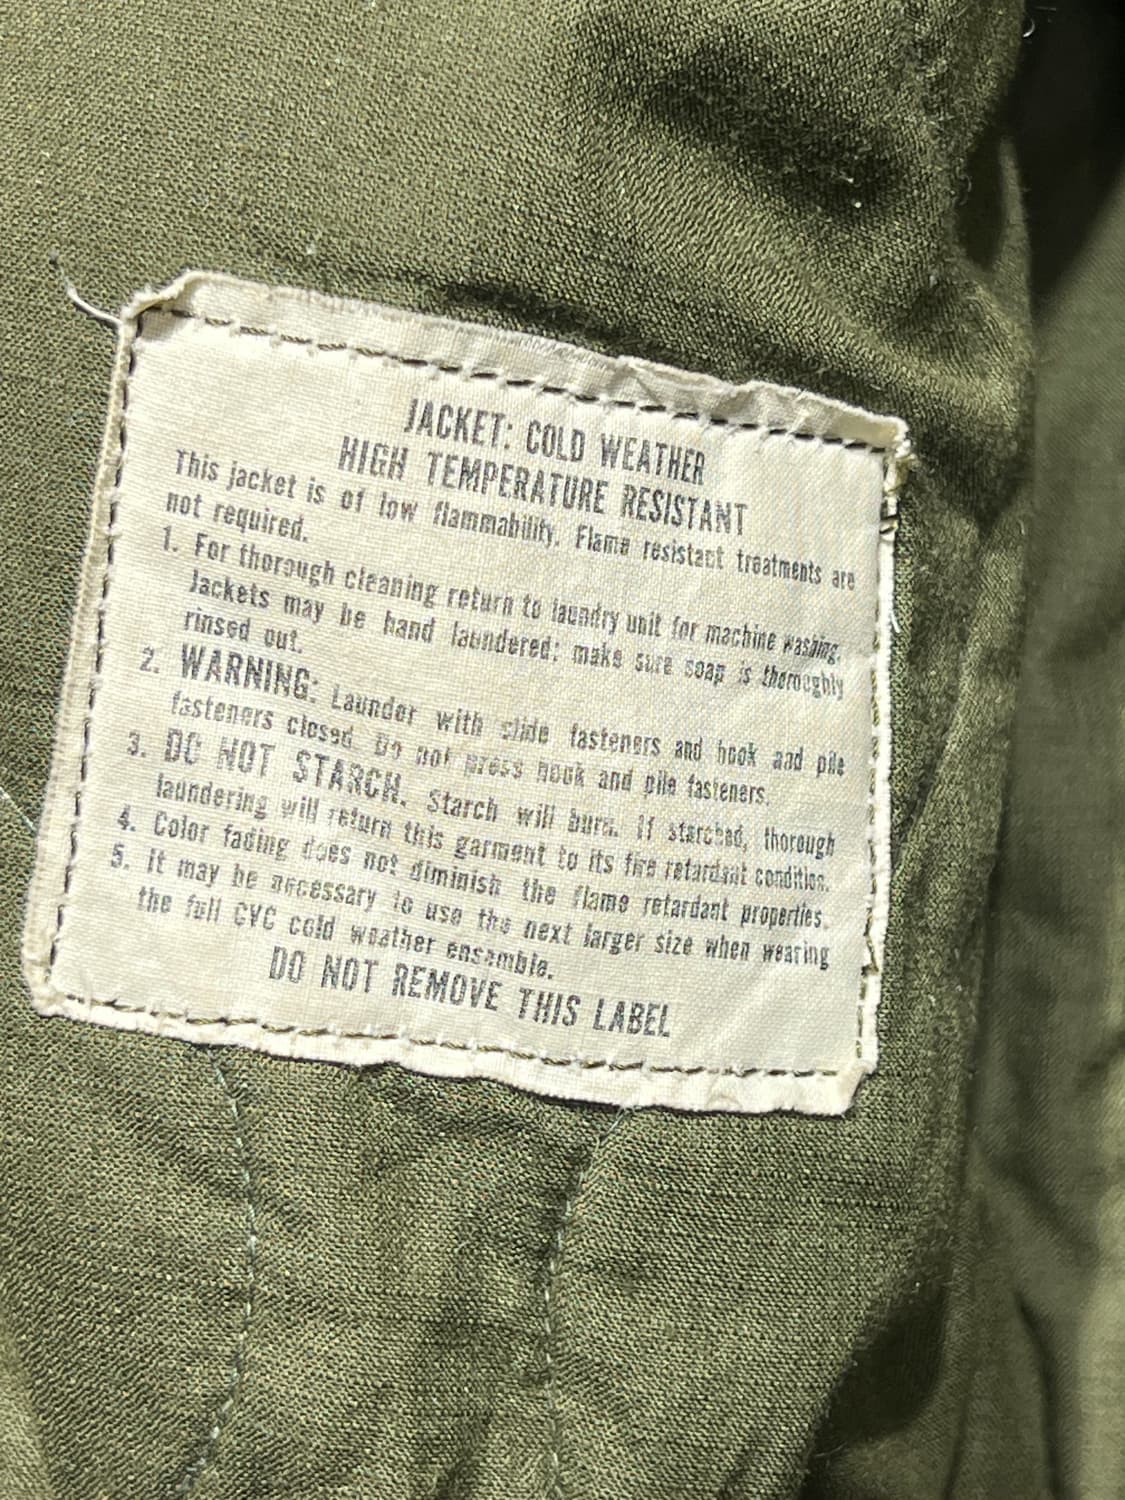 JACKET: COLD WEATHER
HIGH TEMPERATURE RESISTANT
This jacket is of low flammability. Flame resistant treatments are
not required.
1. For thorough cleaning return to laundry unit for machine washing.
Jackets may be hand laundered; make sure soap is thoroughly
rinsed out.
2. WARNING: Launder with slide fasteners and hook and pile
fasteners closed. Do not press hook and pile fasteners.
3. DO NOT STARCH. Starch will burn. If starched, thorough
laundering will return this garment to its fire retardant condition.
4. Color fading does not diminish the flame retardant properties.
5. It may be necessary to use the next larger size when wearing
the full CVC cold weather ensemble.
DO NOT REMOVE THIS LABEL